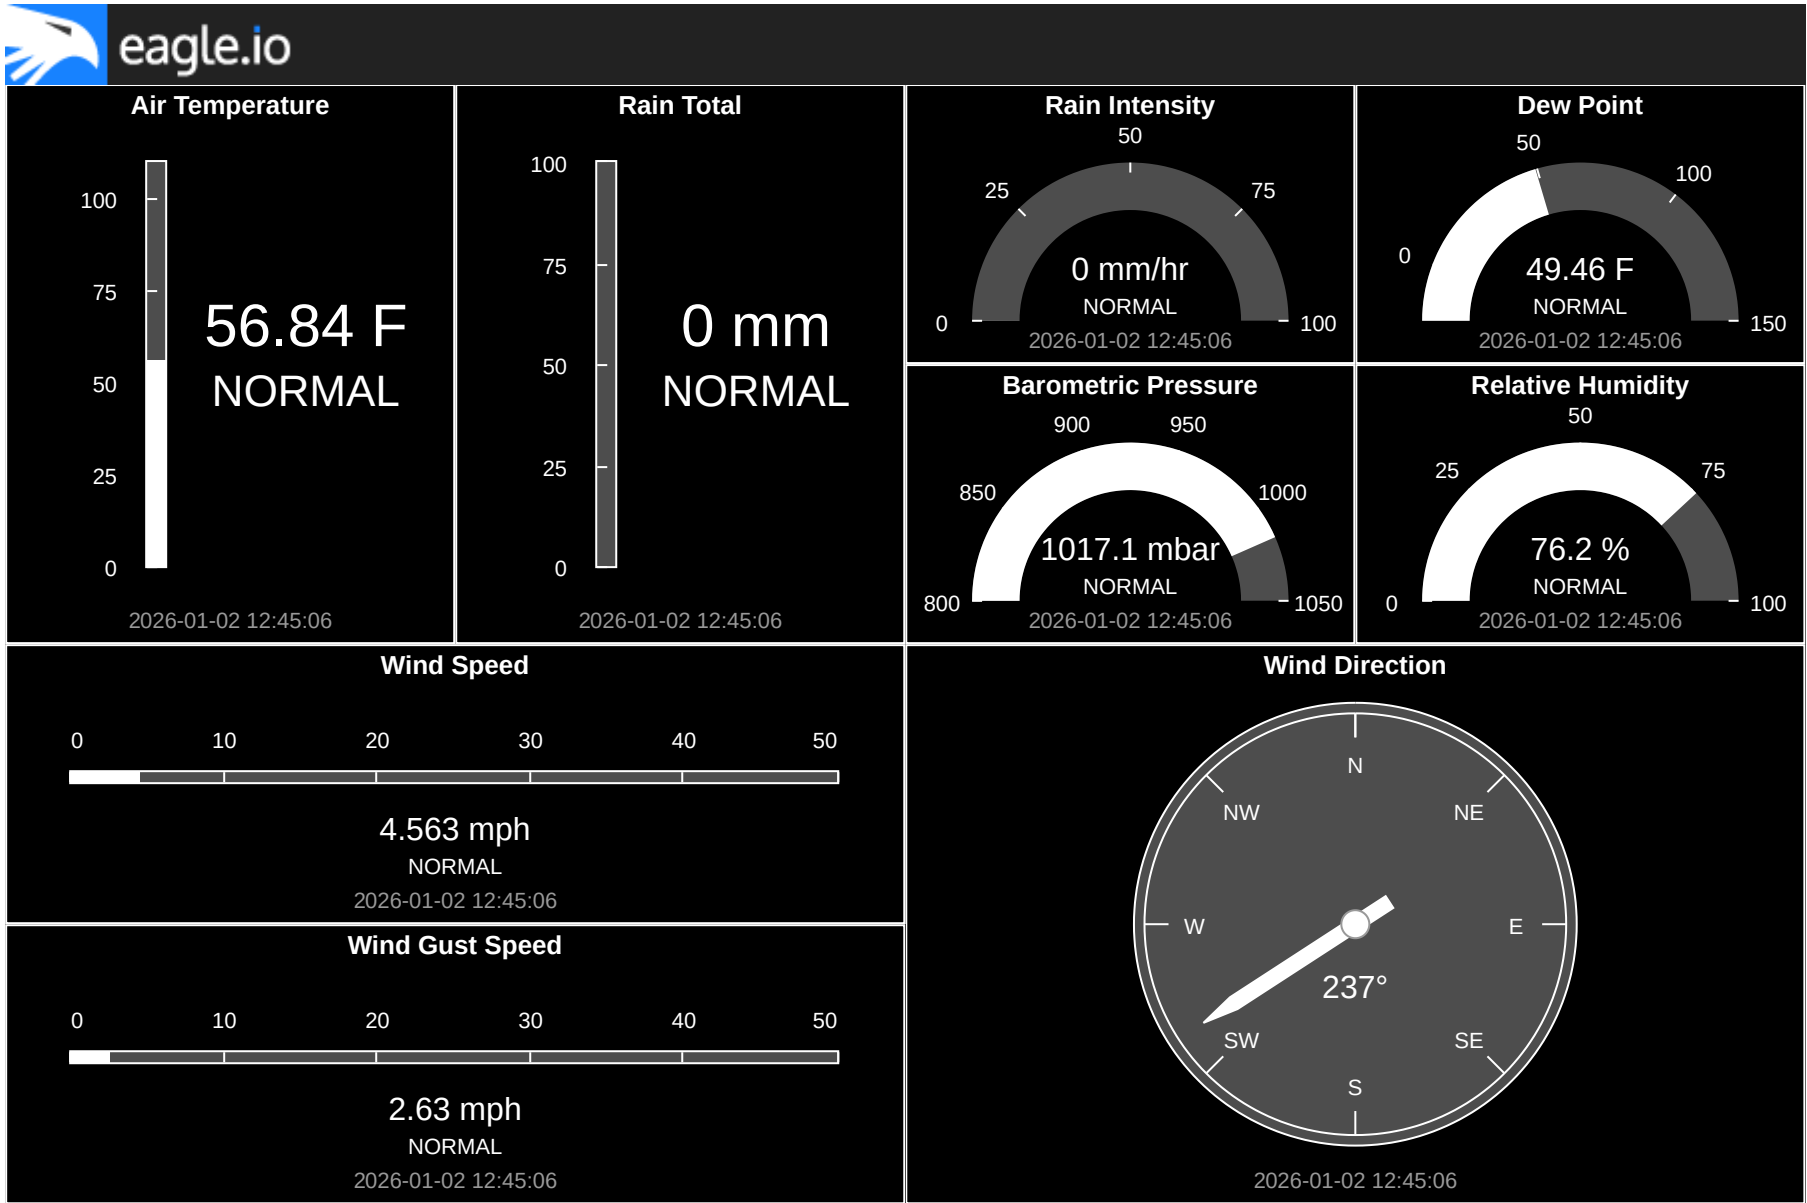 eagle.io
Air Temperature
100
75
50
25
0
56.84 F
NORMAL
2026-01-02 12:45:06
Rain Total
100
75
50
25
0
0 mm
NORMAL
2026-01-02 12:45:06
Rain Intensity
50
25
75
0
100
0 mm/hr
NORMAL
2026-01-02 12:45:06
Dew Point
50
100
0
150
49.46 F
NORMAL
2026-01-02 12:45:06
Barometric Pressure
900
950
850
1000
800
1050
1017.1 mbar
NORMAL
2026-01-02 12:45:06
Relative Humidity
50
25
75
0
100
76.2 %
NORMAL
2026-01-02 12:45:06
Wind Speed
0 10 20 30 40 50
4.563 mph
NORMAL
2026-01-02 12:45:06
Wind Gust Speed
0 10 20 30 40 50
2.63 mph
NORMAL
2026-01-02 12:45:06
Wind Direction
N
NW
NE
W
E
237°
SW
SE
S
2026-01-02 12:45:06